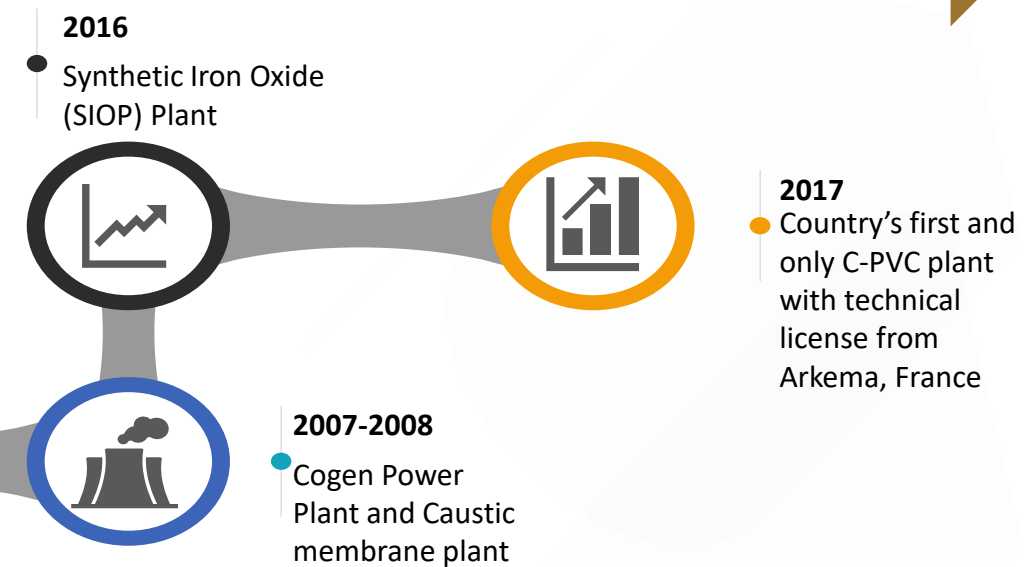 2016
Synthetic Iron Oxide
(SIOP) Plant
2017
Country’s first and
only C-PVC plant
with technical
license from
Arkema, France
2007-2008
Cogen Power
Plant and Caustic
membrane plant